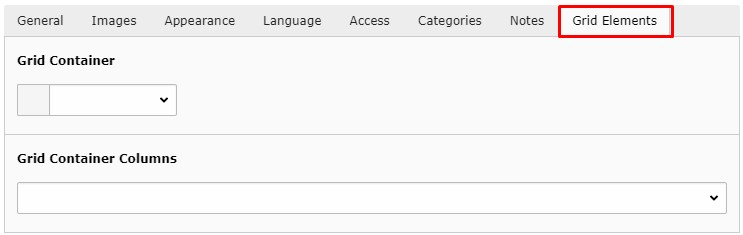 General Images Appearance Language Access Categories Notes Grid Elements
Grid Container
Grid Container Columns